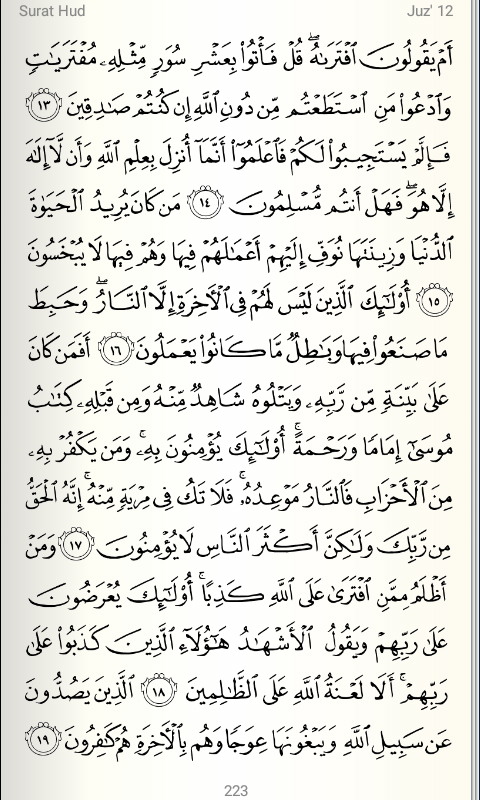 Surat Hud
Juz' 12
أَمْ يَقُولُونَ ٱفْتَرَىٰهُ ۖ قُلْ فَأْتُوا۟ بِعَشْرِ سُوَرٍ مِّثْلِهِۦ مُفْتَرَيَـٰتٍ
وَٱدْعُوا۟ مَنِ ٱسْتَطَعْتُم مِّن دُونِ ٱللَّهِ إِن كُنتُمْ صَـٰدِقِينَ ١٣
فَإِلَّمْ يَسْتَجِيبُوا۟ لَكُمْ فَٱعْلَمُوٓا۟ أَنَّمَآ أُنزِلَ بِعِلْمِ ٱللَّهِ وَأَن لَّآ إِلَـٰهَ
إِلَّا هُوَ ۖ فَهَلْ أَنتُم مُّسْلِمُونَ ١٤ مَن كَانَ يُرِيدُ ٱلْحَيَوٰةَ
ٱلدُّنْيَا وَزِينَتَهَا نُوَفِّ إِلَيْهِمْ أَعْمَـٰلَهُمْ فِيهَا وَهُمْ فِيهَا لَا يُبْخَسُونَ
١٥ أُو۟لَـٰٓئِكَ ٱلَّذِينَ لَيْسَ لَهُمْ فِى ٱلْـَٔاخِرَةِ إِلَّا ٱلنَّارُ ۖ وَحَبِطَ
مَا صَنَعُوا۟ فِيهَا وَبَـٰطِلٌ مَّا كَانُوا۟ يَعْمَلُونَ ١٦ أَفَمَن كَانَ
عَلَىٰ بَيِّنَةٍ مِّن رَّبِّهِۦ وَيَتْلُوهُ شَاهِدٌ مِّنْهُ وَمِن قَبْلِهِۦ كِتَـٰبُ
مُوسَىٰٓ إِمَامًا وَرَحْمَةً ۚ أُو۟لَـٰٓئِكَ يُؤْمِنُونَ بِهِۦ ۚ وَمَن يَكْفُرْ بِهِۦ
مِنَ ٱلْأَحْزَابِ فَٱلنَّارُ مَوْعِدُهُۥ ۚ فَلَا تَكُ فِى مِرْيَةٍ مِّنْهُ ۚ إِنَّهُ ٱلْحَقُّ
مِن رَّبِّكَ وَلَـٰكِنَّ أَكْثَرَ ٱلنَّاسِ لَا يُؤْمِنُونَ ١٧ وَمَنْ
أَظْلَمُ مِمَّنِ ٱفْتَرَىٰ عَلَى ٱللَّهِ كَذِبًا ۚ أُو۟لَـٰٓئِكَ يُعْرَضُونَ
عَلَىٰ رَبِّهِمْ وَيَقُولُ ٱلْأَشْهَـٰدُ هَـٰٓؤُلَآءِ ٱلَّذِينَ كَذَبُوا۟ عَلَىٰ
رَبِّهِمْ ۚ أَلَا لَعْنَةُ ٱللَّهِ عَلَى ٱلظَّـٰلِمِينَ ١٨ ٱلَّذِينَ يَصُدُّونَ
عَن سَبِيلِ ٱللَّهِ وَيَبْغُونَهَا عِوَجًا وَهُم بِٱلْـَٔاخِرَةِ هُمْ كَـٰفِرُونَ ١٩
223